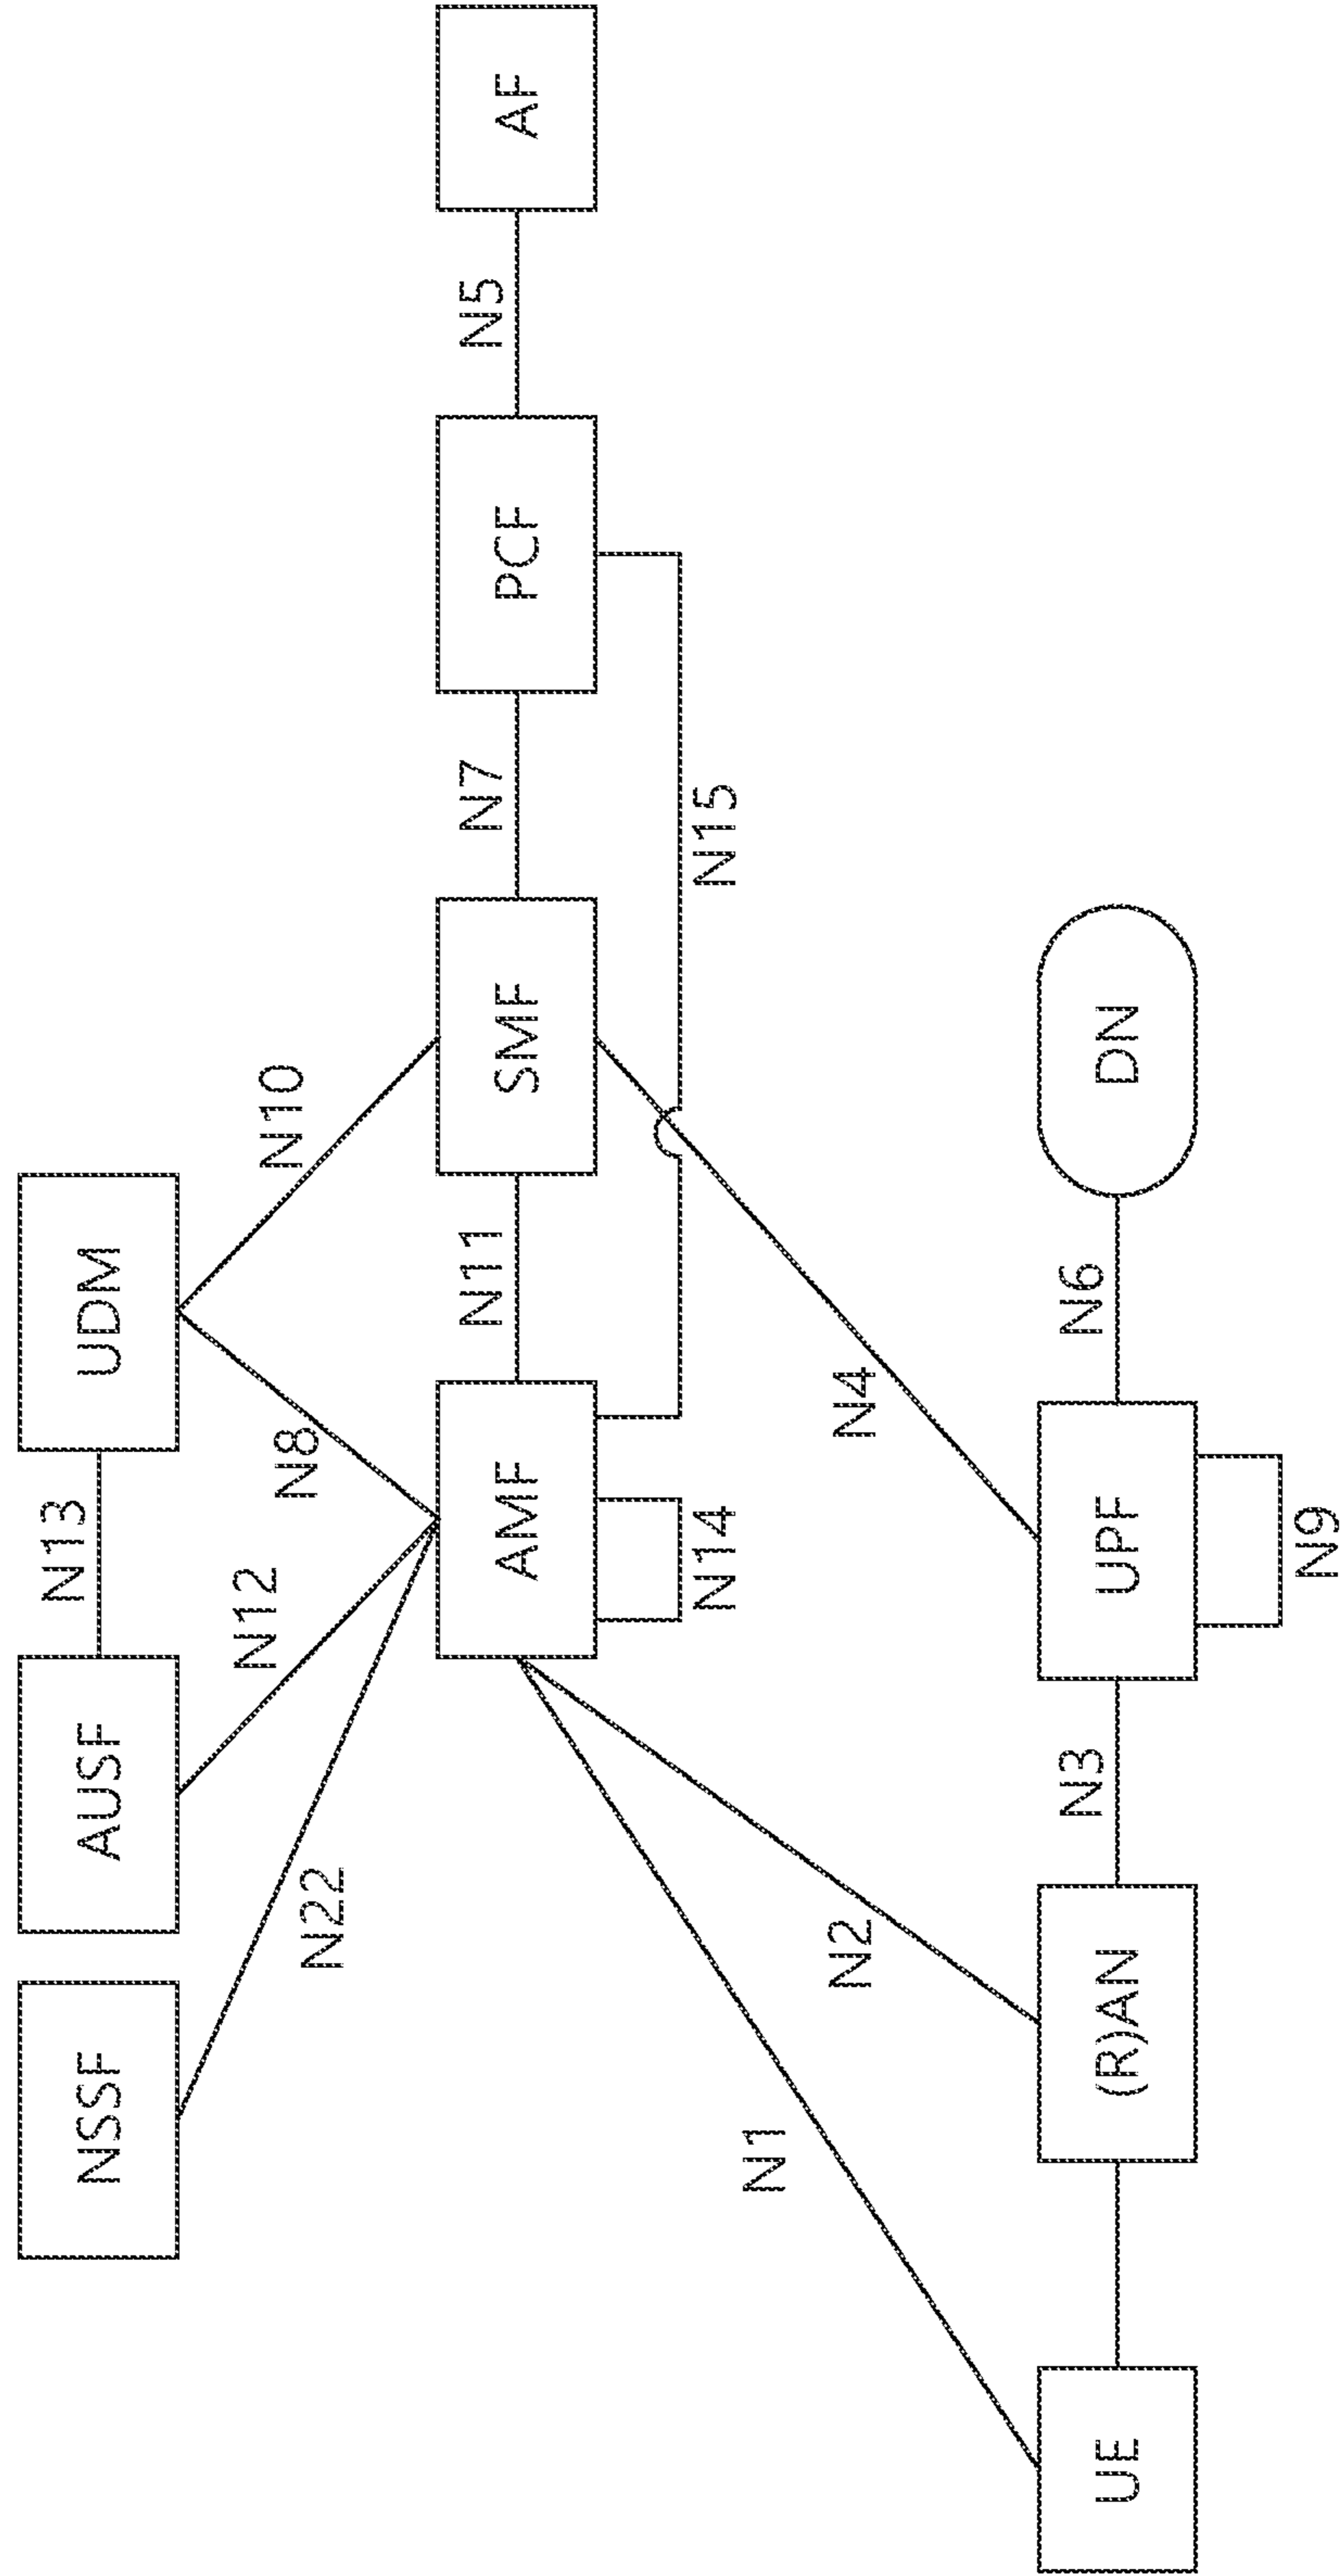 NSSF
AUSF
N13
UDM
N22
N12
N8
N10
AMF
N11
SMF
N7
PCF
N5
AF
N14
N15
N1
N2
N4
UE
(R)AN
N3
UPF
N6
DN
N9